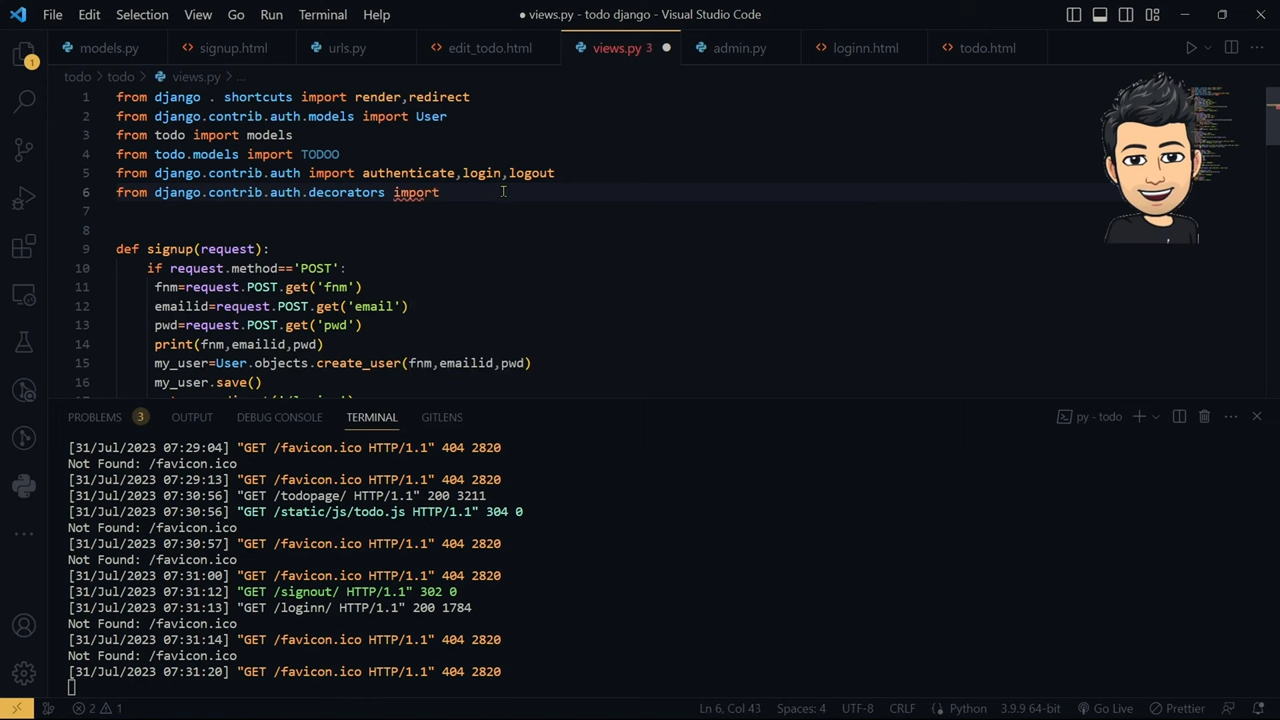 File Edit Selection View Go Run Terminal Help ● views.py - todo django - Visual Studio Code
models.py <> signup.html urls.py <> edit_todo.html views.py 3 ● admin.py <> loginn.html <> todo.html
1
todo > todo > views.py > ...
1 from django . shortcuts import render,redirect
2 from django.contrib.auth.models import User
3 from todo import models
4 from todo.models import TODOO
5 from django.contrib.auth import authenticate,login,logout
6 from django.contrib.auth.decorators import
7
8
9 def signup(request):
10 if request.method=='POST':
11 fnm=request.POST.get('fnm')
12 emailid=request.POST.get('email')
13 pwd=request.POST.get('pwd')
14 print(fnm,emailid,pwd)
15 my_user=User.objects.create_user(fnm,emailid,pwd)
16 my_user.save()
PROBLEMS 3 OUTPUT DEBUG CONSOLE TERMINAL GITLENS py - todo
[31/Jul/2023 07:29:04] "GET /favicon.ico HTTP/1.1" 404 2820
Not Found: /favicon.ico
[31/Jul/2023 07:29:13] "GET /favicon.ico HTTP/1.1" 404 2820
[31/Jul/2023 07:30:56] "GET /todopage/ HTTP/1.1" 200 3211
[31/Jul/2023 07:30:56] "GET /static/js/todo.js HTTP/1.1" 304 0
Not Found: /favicon.ico
[31/Jul/2023 07:30:57] "GET /favicon.ico HTTP/1.1" 404 2820
Not Found: /favicon.ico
[31/Jul/2023 07:31:00] "GET /favicon.ico HTTP/1.1" 404 2820
[31/Jul/2023 07:31:12] "GET /signout/ HTTP/1.1" 302 0
[31/Jul/2023 07:31:13] "GET /loginn/ HTTP/1.1" 200 1784
Not Found: /favicon.ico
[31/Jul/2023 07:31:14] "GET /favicon.ico HTTP/1.1" 404 2820
Not Found: /favicon.ico
[31/Jul/2023 07:31:20] "GET /favicon.ico HTTP/1.1" 404 2820
2 1 Ln 6, Col 43 Spaces: 4 UTF-8 CRLF Python 3.9.9 64-bit Go Live Prettier